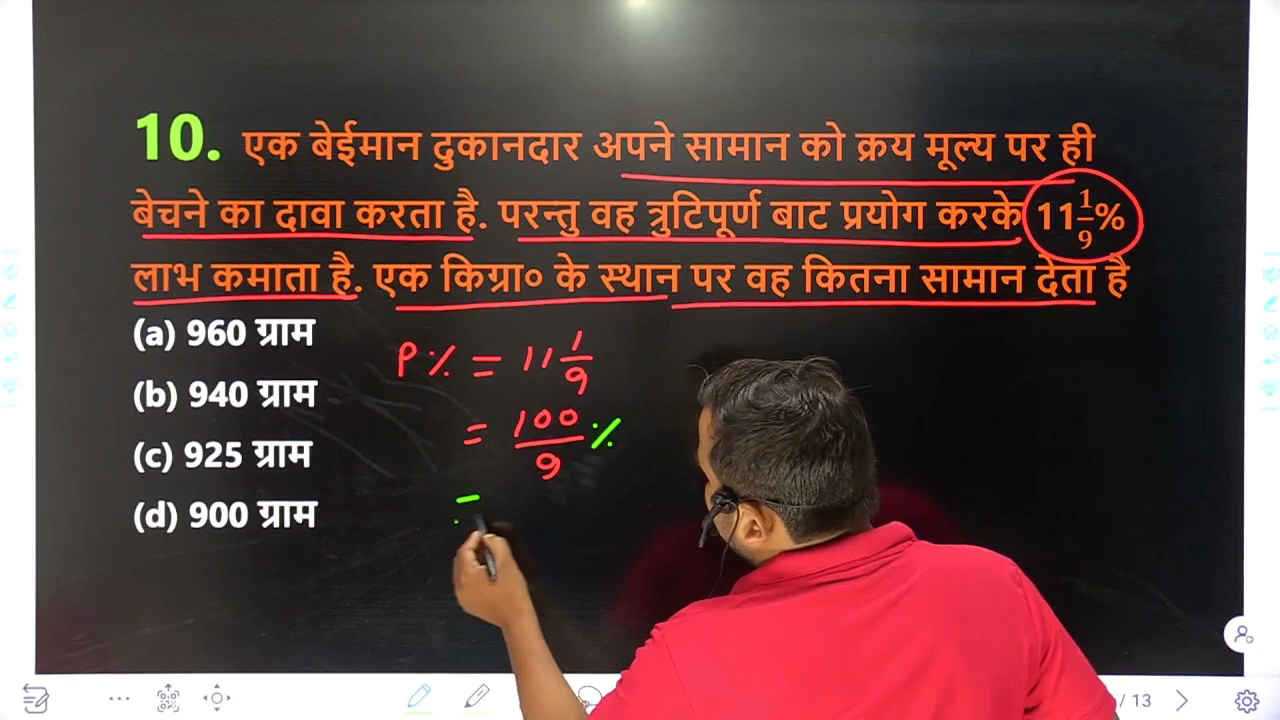 10. एक बेईमान दुकानदार अपने सामान को क्रय मूल्य पर ही
बेचने का दावा करता है. परन्तु वह त्रुटिपूर्ण बाट प्रयोग करके 11 1/9%
लाभ कमाता है. एक किग्रा० के स्थान पर वह कितना सामान देता है
(a) 960 ग्राम
(b) 940 ग्राम
(c) 925 ग्राम
(d) 900 ग्राम
P% = 11 1/9
= 100/9 %
/ 13